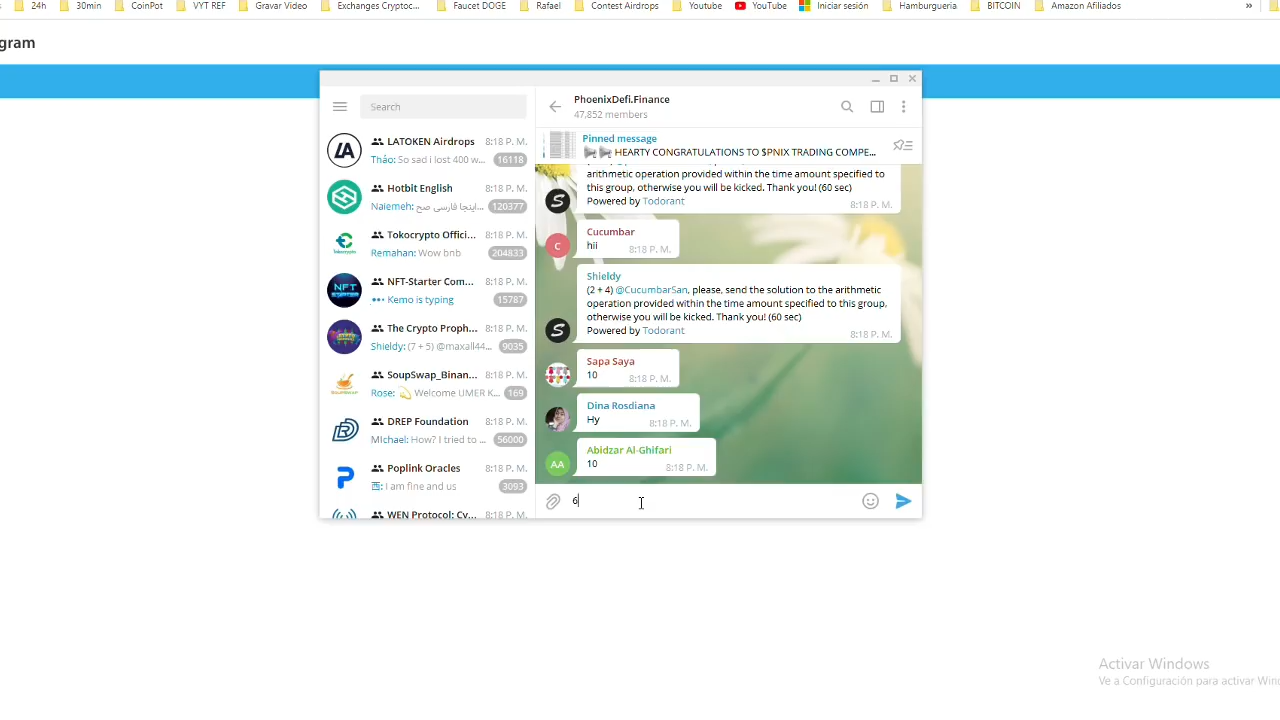 24h
30min
CoinPot
VYT REF
Gravar Video
Exchanges Cryptoc...
Faucet DOGE
Rafael
Contest Airdrops
Youtube
YouTube
Iniciar sesión
Hamburgueria
BITCOIN
Amazon Afiliados
»
gram
Search
LATOKEN Airdrops 8:18 P. M.
Thảo: So sad i lost 400 w... 16118
Hotbit English 8:18 P. M.
Naiemeh: اینجا فارسی صح... 120377
Tokocrypto Offici... 8:18 P. M.
Remahan: Wow bnb 204833
NFT-Starter Com... 8:18 P. M.
Kemo is typing 15787
The Crypto Proph... 8:18 P. M.
Shieldy: (7 + 5) @maxall44... 9035
SoupSwap_Binan... 8:18 P. M.
Rose: 💫 Welcome UMER K... 169
DREP Foundation 8:18 P. M.
MIchael: How? I tried to ... 56000
Poplink Oracles 8:18 P. M.
: I am fine and us 3093
WEN Protocol: Cy... 8:18 P. M.
NFT
STARTER
PhoenixDefi.Finance
47,852 members
Pinned message
📢📢 HEARTY CONGRATULATIONS TO $PNIX TRADING COMPE...
arithmetic operation provided within the time amount specified to
this group, otherwise you will be kicked. Thank you! (60 sec)
Powered by Todorant
8:18 P. M.
S
Cucumbar
hii
8:18 P. M.
C
Shieldy
(2 + 4) @CucumbarSan, please, send the solution to the arithmetic
operation provided within the time amount specified to this group,
otherwise you will be kicked. Thank you! (60 sec)
Powered by Todorant
8:18 P. M.
S
Sapa Saya
10
8:18 P. M.
Dina Rosdiana
Hy
8:18 P. M.
Abidzar Al-Ghifari
10
8:18 P. M.
AA
6
Activar Windows
Ve a Configuración para activar Win